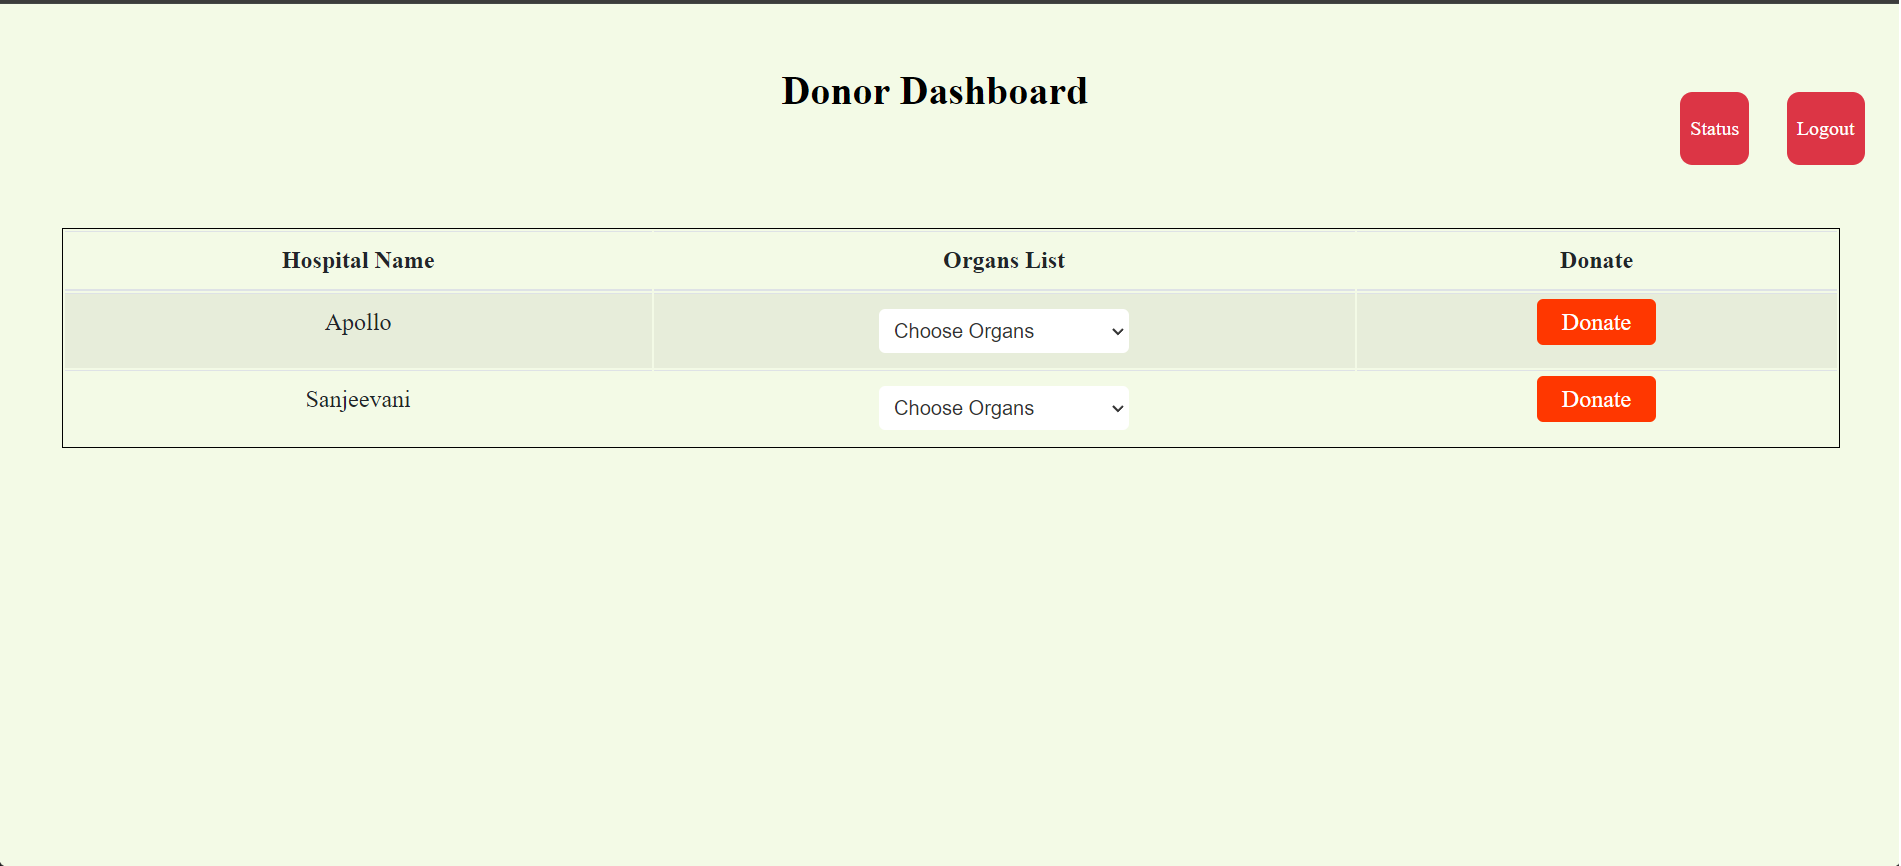 Donor Dashboard
Status Logout
Hospital Name Organs List Donate
Apollo Choose Organs Donate
Sanjeevani Choose Organs Donate